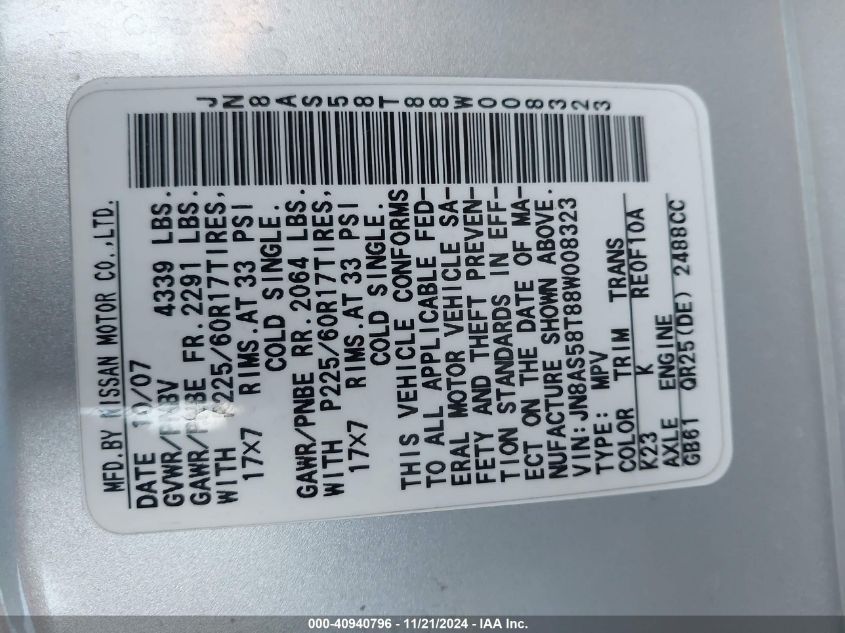 MFD.BY NISSAN MOTOR CO.,LTD.
DATE 10/07
GVWR/PNBV 4339 LBS.
GAWR/PNBE FR.2291 LBS.
WITH P225/60R17TIRES,
17X7 RIMS.AT 33 PSI
COLD SINGLE.
GAWR/PNBE RR.2064 LBS.
WITH P225/60R17TIRES,
17X7 RIMS.AT 33 PSI
COLD SINGLE.
THIS VEHICLE CONFORMS
TO ALL APPLICABLE FED-
ERAL MOTOR VEHICLE SA-
FETY AND THEFT PREVEN-
TION STANDARDS IN EFF-
ECT ON THE DATE OF MA-
NUFACTURE SHOWN ABOVE.
VIN:JN8AS58T88W008323
TYPE: MPV
COLOR TRIM TRANS
K23 K RE0F10A
AXLE ENGINE
GB61 QR25(DE) 2488CC
JN8AS58T88W008323
000-40940796 - 11/21/2024 - IAA Inc.